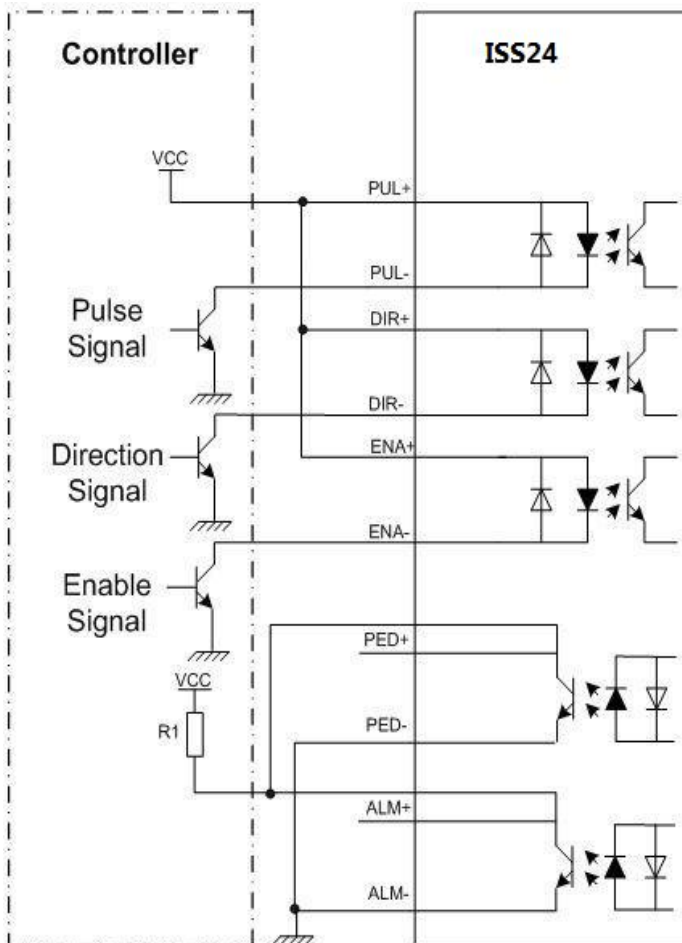 Controller
ISS24
VCC
PUL+
PUL-
Pulse
Signal
DIR+
DIR-
Direction
Signal
ENA+
ENA-
Enable
Signal
PED+
VCC
R1
PED-
ALM+
ALM-